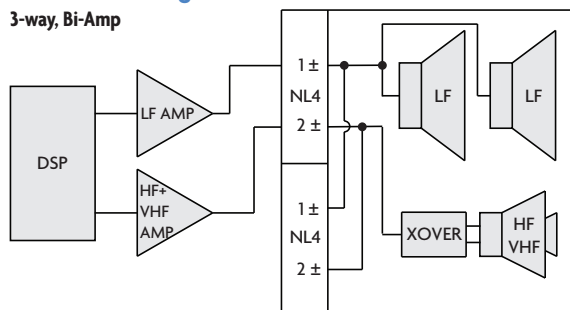 3-way, Bi-Amp
DSP
LF AMP
HF+
VHF
AMP
1 ±
NL4
2 ±
1 ±
NL4
2 ±
LF
LF
XOVER
HF
VHF